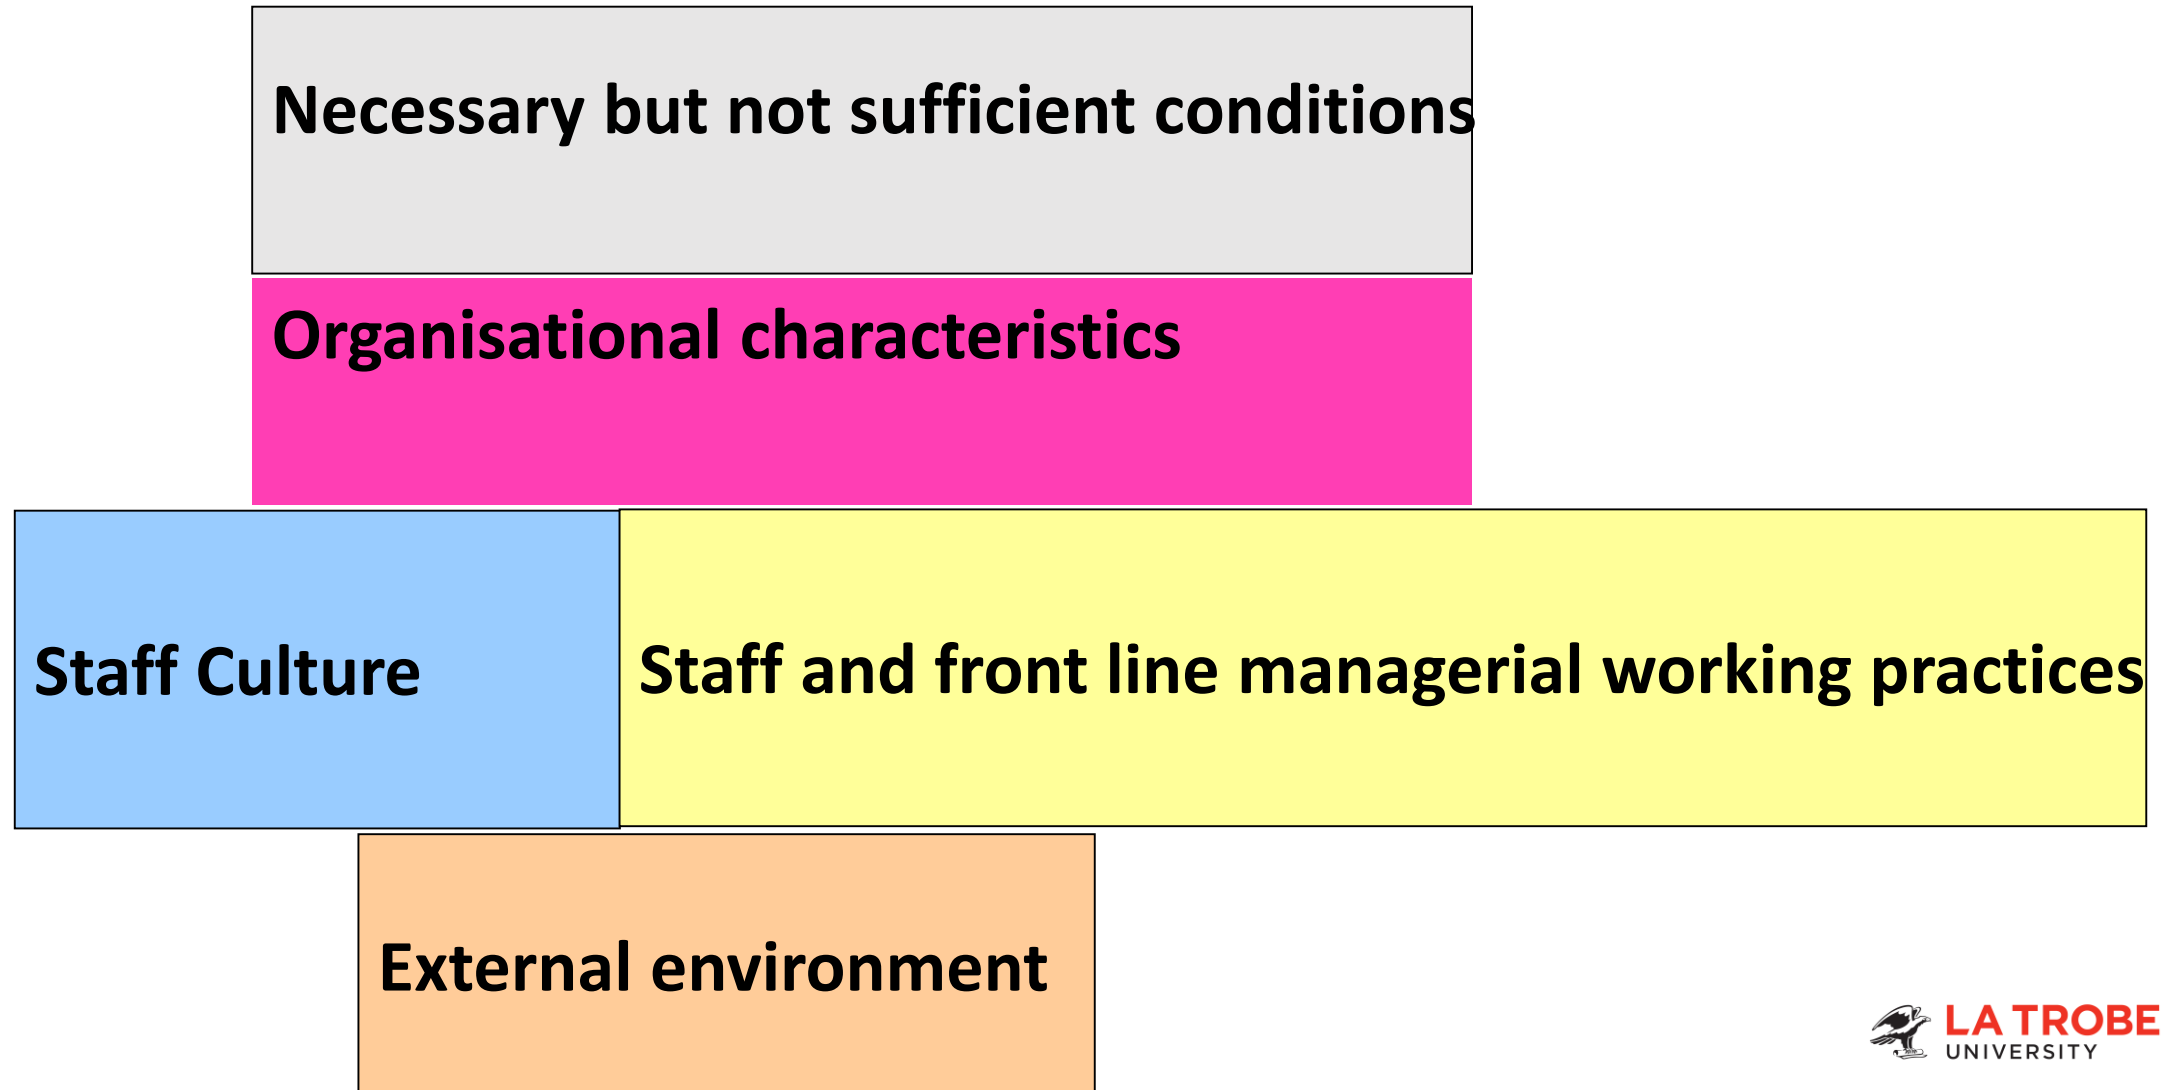 Necessary but not sufficient conditions
Organisational characteristics
Staff Culture
Staff and front line managerial working practices
External environment
LA TROBE
UNIVERSITY